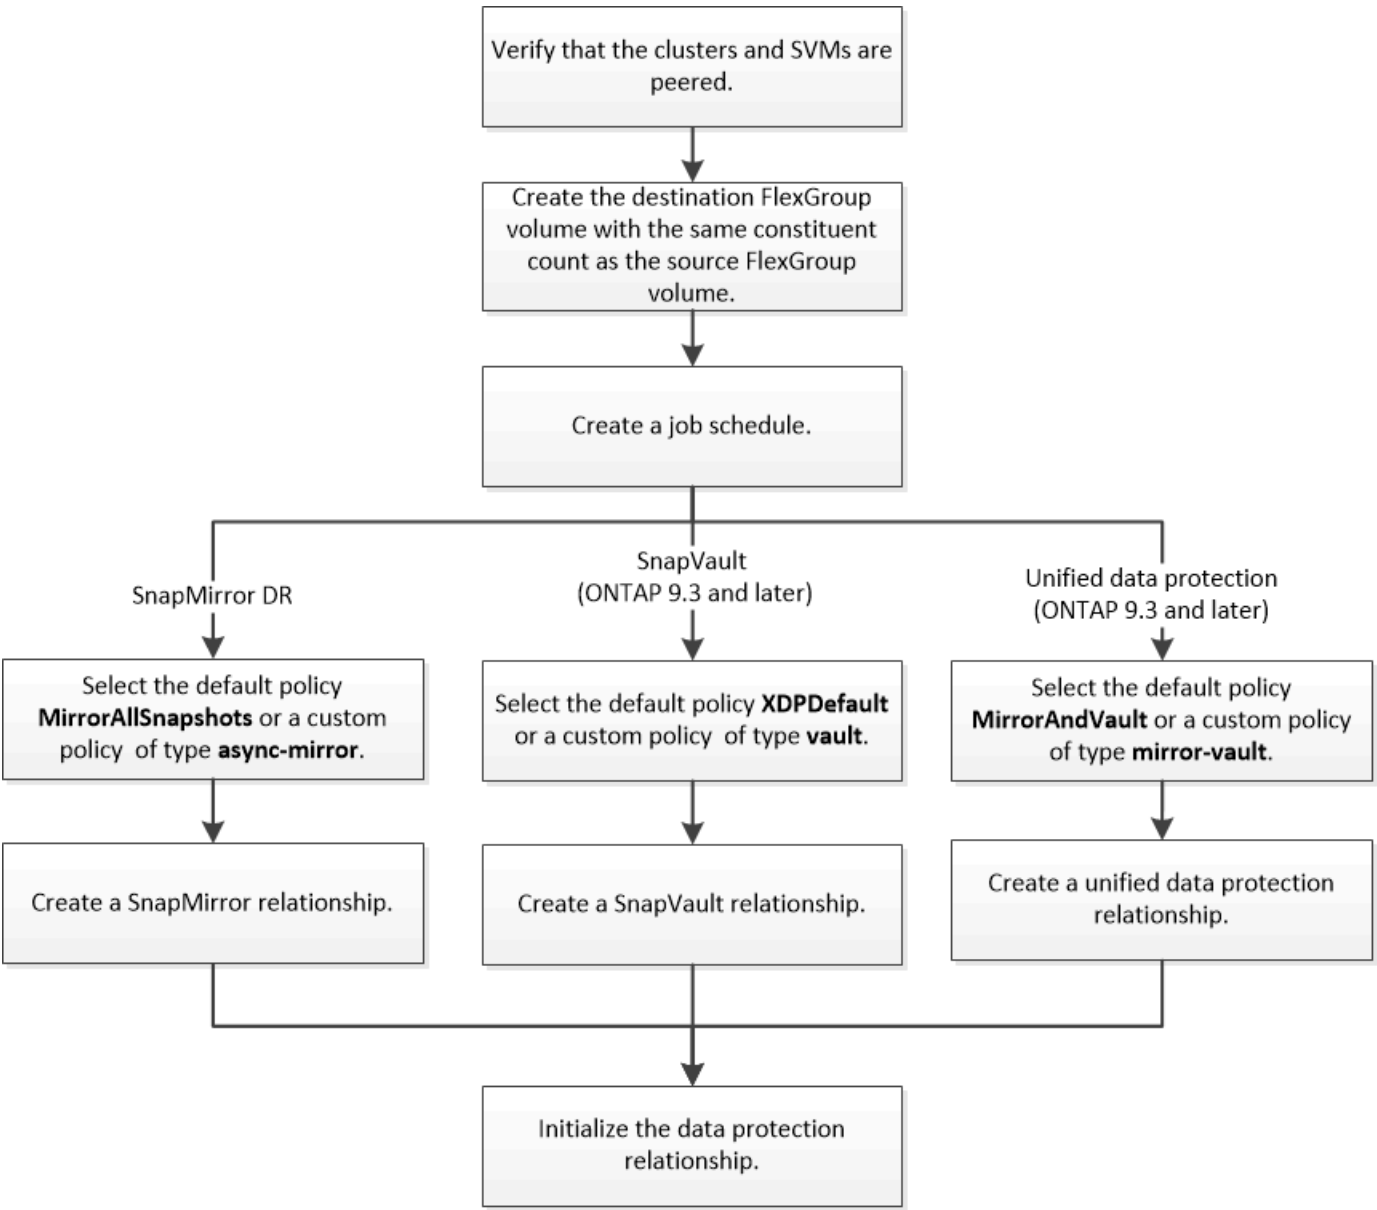 Verify that the clusters and SVMs are
peered.
Create the destination FlexGroup
volume with the same constituent
count as the source FlexGroup
volume.
Create a job schedule.
SnapMirror DR
SnapVault
(ONTAP 9.3 and later)
Unified data protection
(ONTAP 9.3 and later)
Select the default policy
MirrorAllSnapshots or a custom
policy of type async-mirror.
Select the default policy XDPDefault
or a custom policy of type vault.
Select the default policy
MirrorAndVault or a custom policy
of type mirror-vault.
Create a SnapMirror relationship.
Create a SnapVault relationship.
Create a unified data protection
relationship.
Initialize the data protection
relationship.